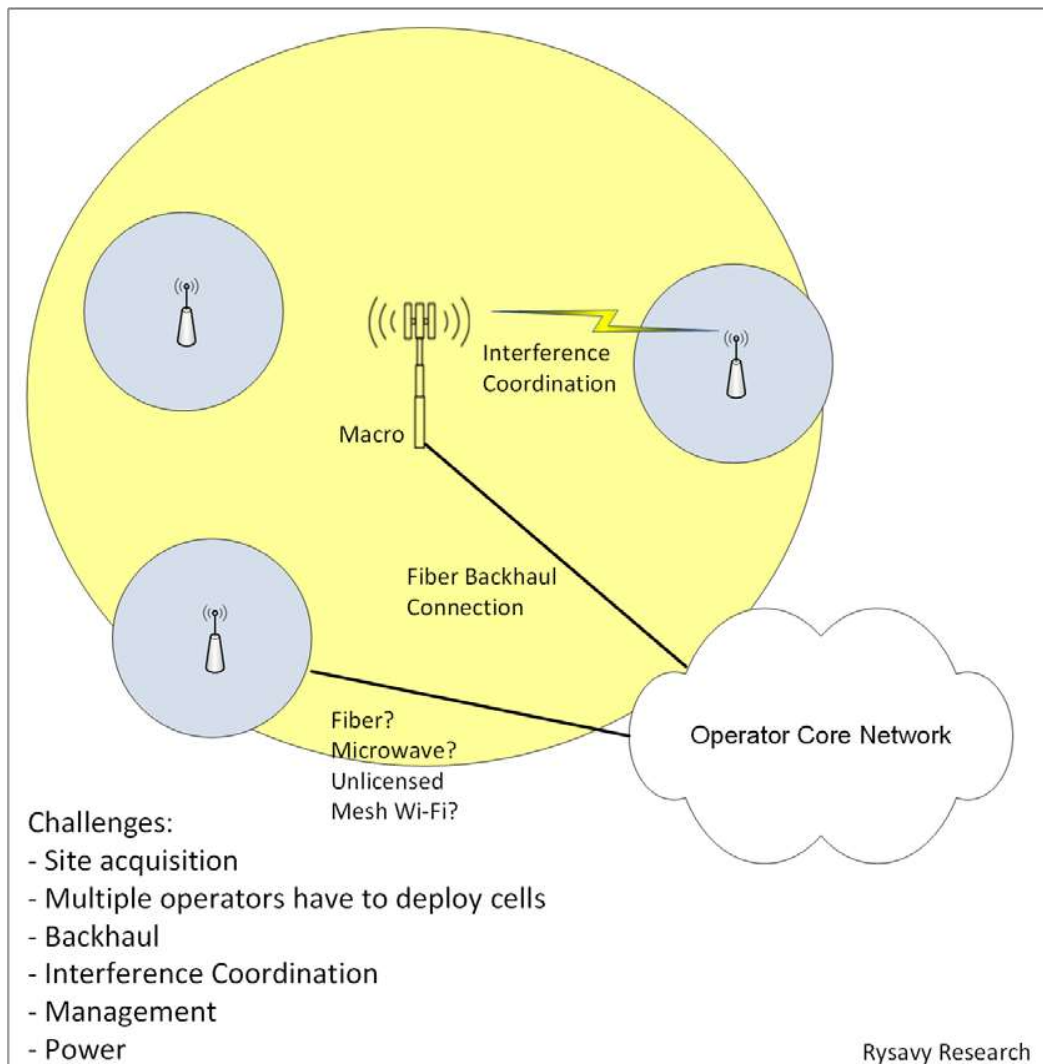 Interference
Coordination
Macro
Fiber Backhaul
Connection
Operator Core Network
Fiber?
Microwave?
Unlicensed
Mesh Wi-Fi?
Challenges:
- Site acquisition
- Multiple operators have to deploy cells
- Backhaul
- Interference Coordination
- Management
- Power
Rysavy Research